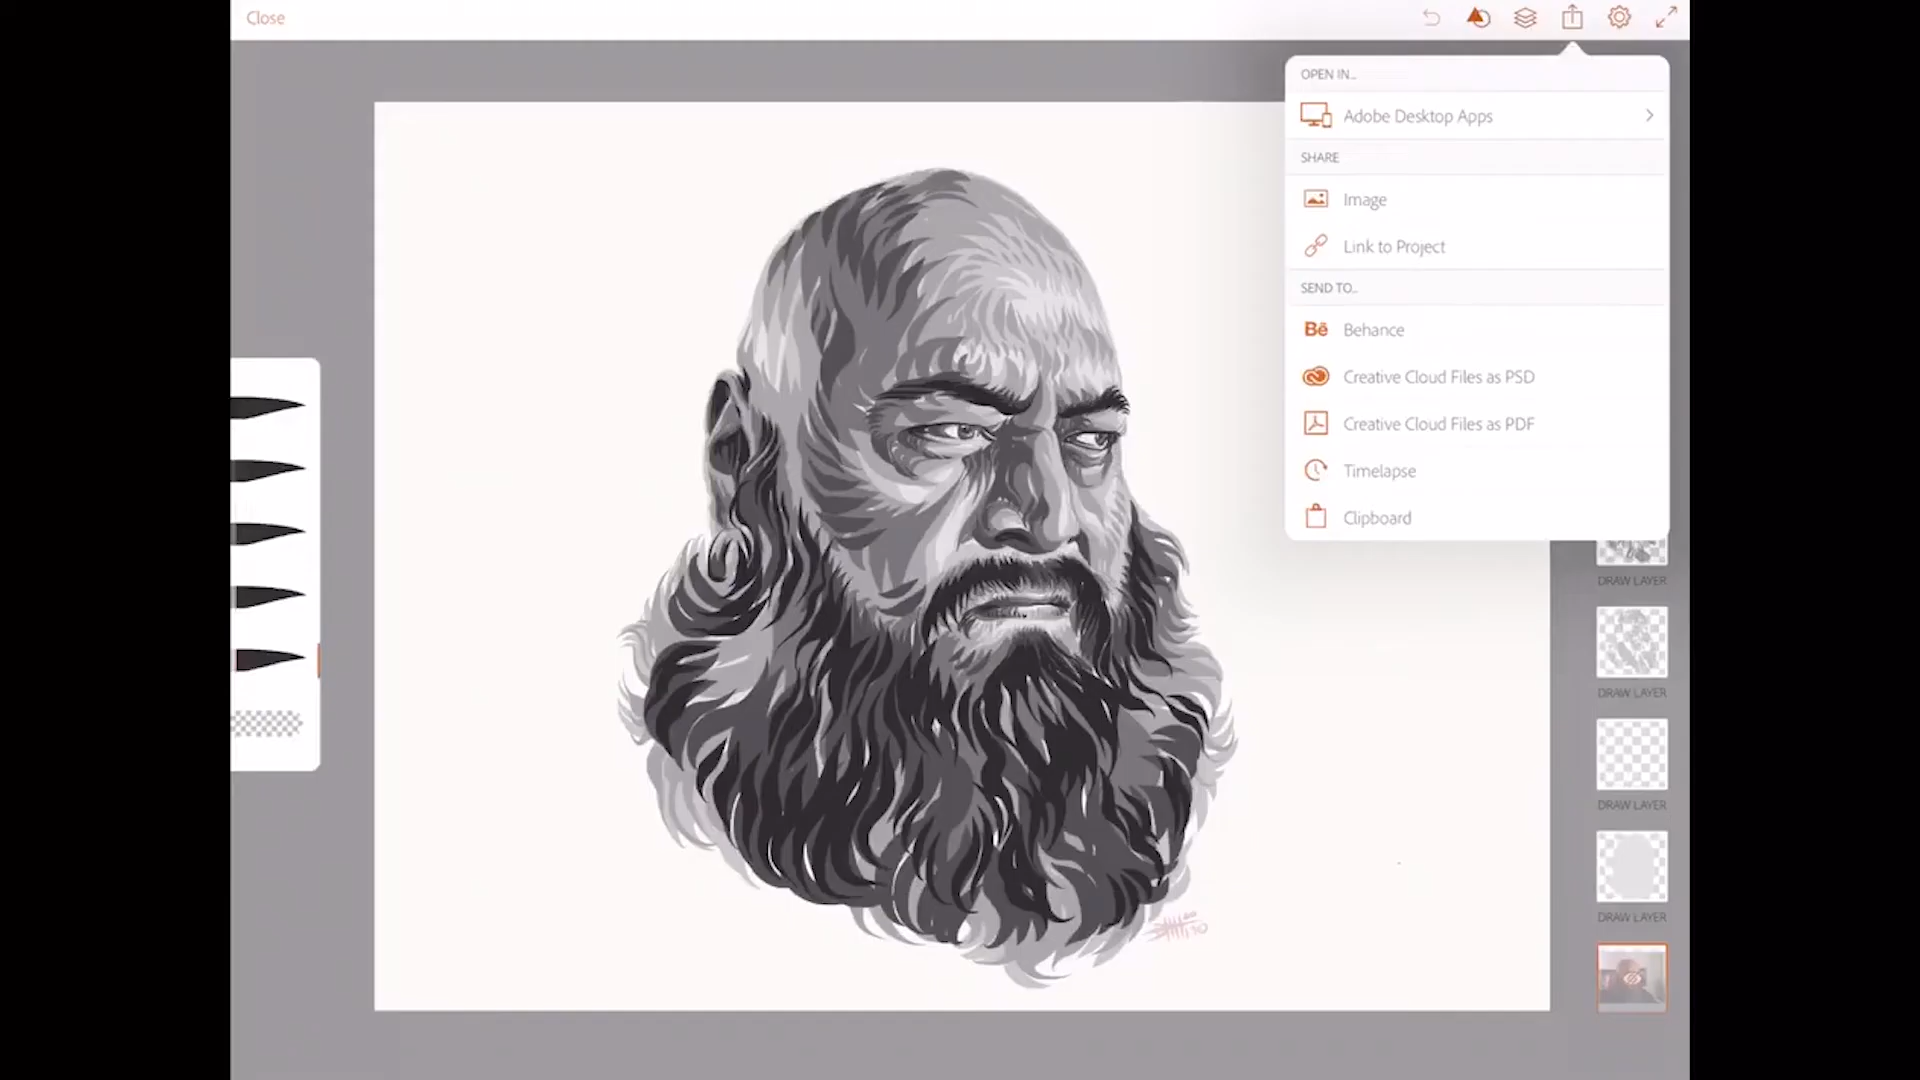 Close
OPEN IN...
Adobe Desktop Apps
SHARE
Image
Link to Project
SEND TO...
Bē Behance
Creative Cloud Files as PSD
Creative Cloud Files as PDF
Timelapse
Clipboard
DRAW LAYER
DRAW LAYER
DRAW LAYER
DRAW LAYER